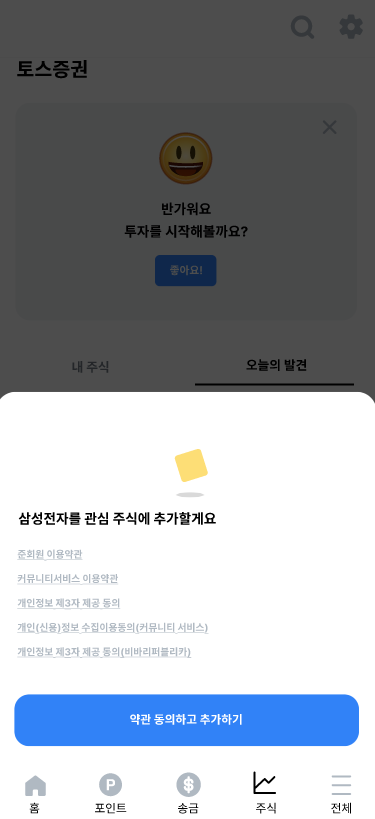 토스증권
반가워요
투자를 시작해볼까요?
좋아요!
내 주식
오늘의 발견
삼성전자를 관심 주식에 추가할게요
준회원 이용약관
커뮤니티서비스 이용약관
개인정보 제3자 제공 동의
개인(신용)정보 수집이용동의(커뮤니티 서비스)
개인정보 제3자 제공 동의(비바리퍼블리카)
약관 동의하고 추가하기
홈
P
포인트
$
송금
주식
전체